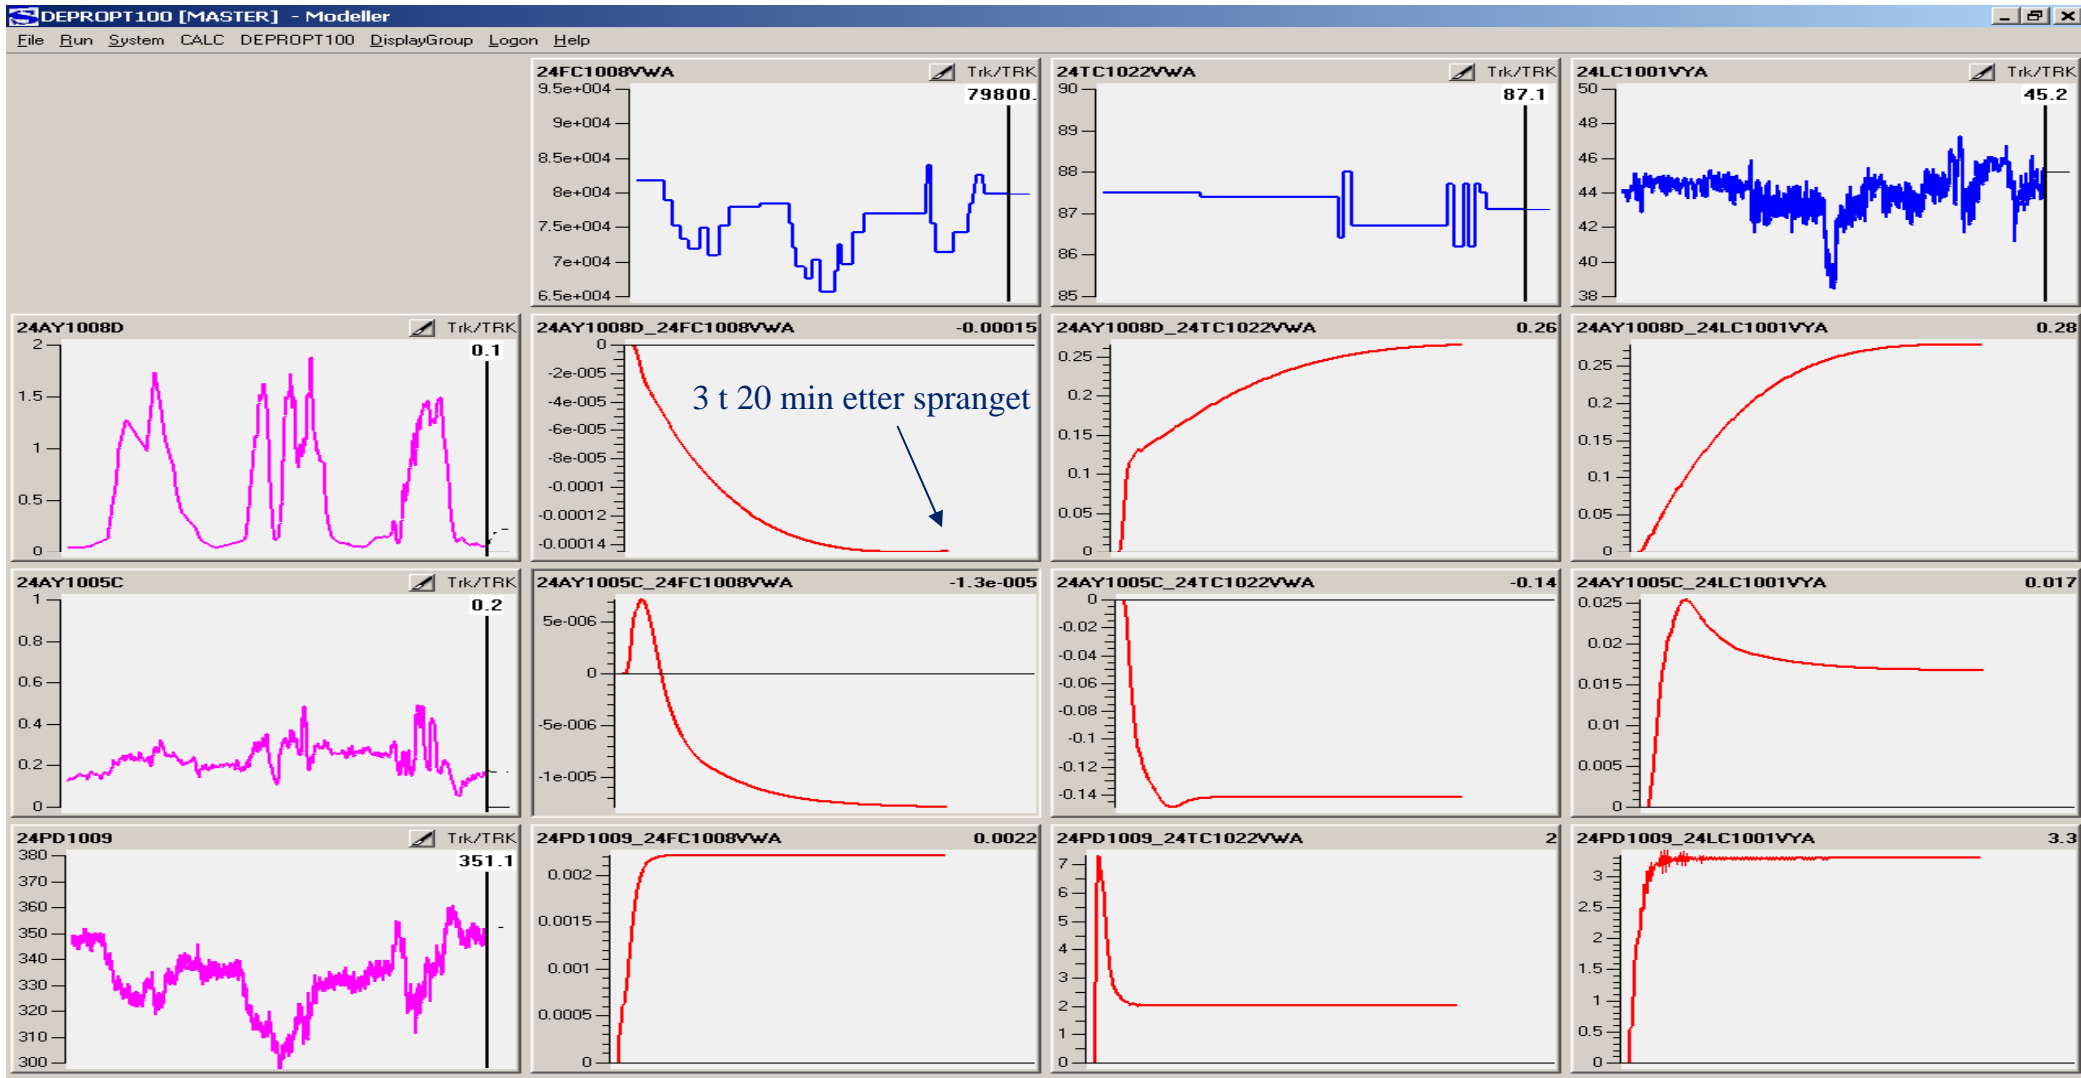 DEPROPT100 [MASTER] - Modeller
File Run System CALC DEPROPT100 DisplayGroup Logon Help
24FC1008VWA Trk/TRK
79800.
9.5e+004
9e+004
8.5e+004
8e+004
7.5e+004
7e+004
6.5e+004
24TC1022VWA Trk/TRK
87.1
90
89
88
87
86
85
24LC1001VYA Trk/TRK
45.2
50
48
46
44
42
40
38
24AY1008D Trk/TRK
0.1
2
1.5
1
0.5
0
24AY1008D_24FC1008VWA -0.00015
0
-2e-005
-4e-005
-6e-005
-8e-005
-0.0001
-0.00012
-0.00014
3 t 20 min etter spranget
24AY1008D_24TC1022VWA 0.26
0.25
0.2
0.15
0.1
0.05
0
24AY1008D_24LC1001VYA 0.28
0.25
0.2
0.15
0.1
0.05
0
24AY1005C Trk/TRK
0.2
1
0.8
0.6
0.4
0.2
0
24AY1005C_24FC1008VWA -1.3e-005
5e-006
0
-5e-006
-1e-005
24AY1005C_24TC1022VWA -0.14
0
-0.02
-0.04
-0.06
-0.08
-0.1
-0.12
-0.14
24AY1005C_24LC1001VYA 0.017
0.025
0.02
0.015
0.01
0.005
0
24PD1009 Trk/TRK
351.1
380
370
360
350
340
330
320
310
300
24PD1009_24FC1008VWA 0.0022
0.002
0.0015
0.001
0.0005
0
24PD1009_24TC1022VWA 2
7
6
5
4
3
2
1
0
24PD1009_24LC1001VYA 3.3
3
2.5
2
1.5
1
0.5
0